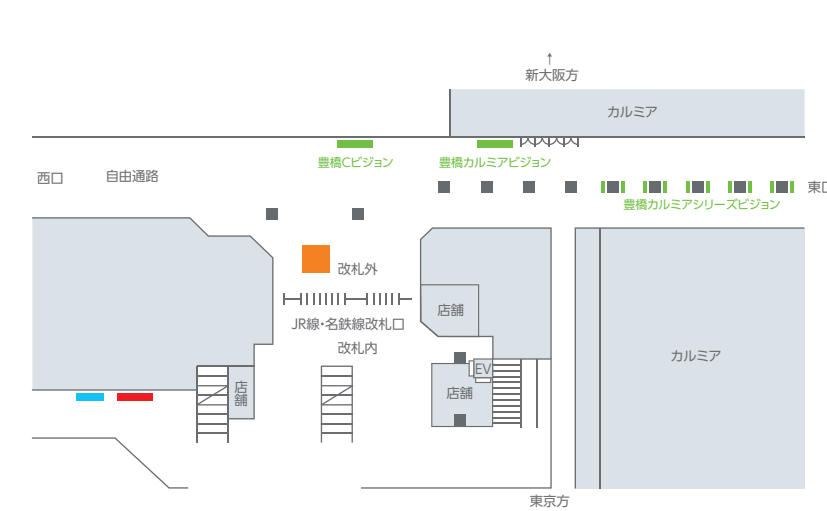 ↑
新大阪方
カルミア
豊橋Cビジョン
豊橋カルミアビジョン
西口
自由通路
東口
豊橋カルミアシリーズビジョン
改札外
店舗
JR線・名鉄線改札口
改札内
カルミア
EV
店舗
店舗
東京方